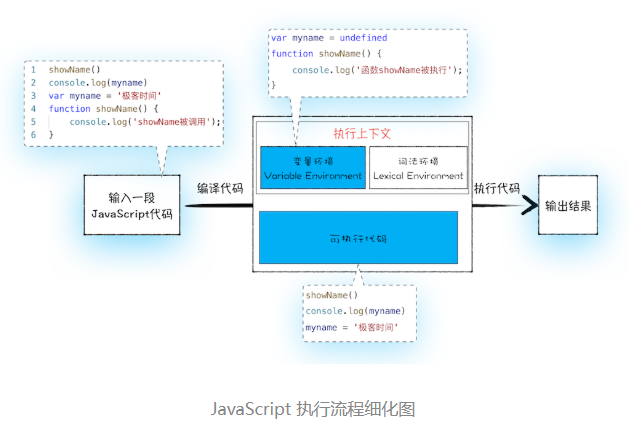 var myname = undefined
function showName() {
console.log('函数showName被执行');
}
1 showName()
2 console.log(myname)
3 var myname = '极客时间'
4 function showName() {
5 console.log('showName被调用');
6 }
执行上下文
变量环境
Variable Environment
词法环境
Lexical Environment
输入一段
JavaScript代码
编译代码
执行代码
输出结果
可执行代码
showName()
console.log(myname)
myname = '极客时间'
JavaScript 执行流程细化图